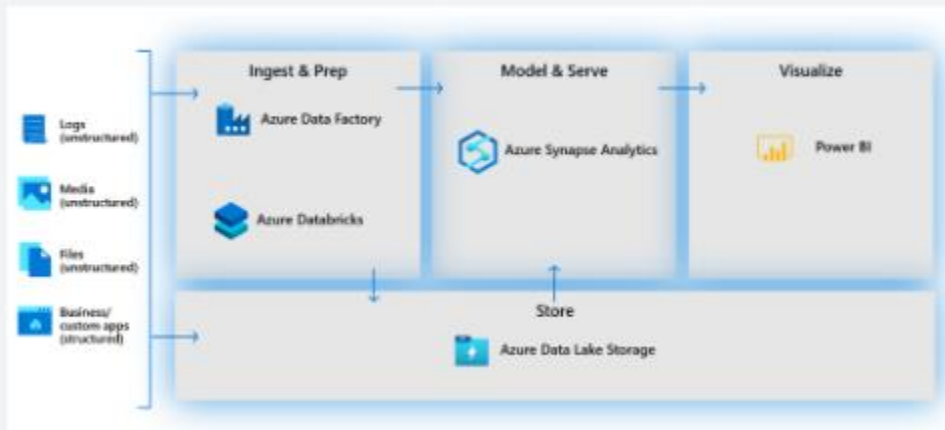 Ingest & Prep
Model & Serve
Visualize
Logs
(unstructured)
Media
(unstructured)
Files
(unstructured)
Business/
custom apps
(structured)
Azure Data Factory
Azure Databricks
Azure Synapse Analytics
Power BI
Store
Azure Data Lake Storage